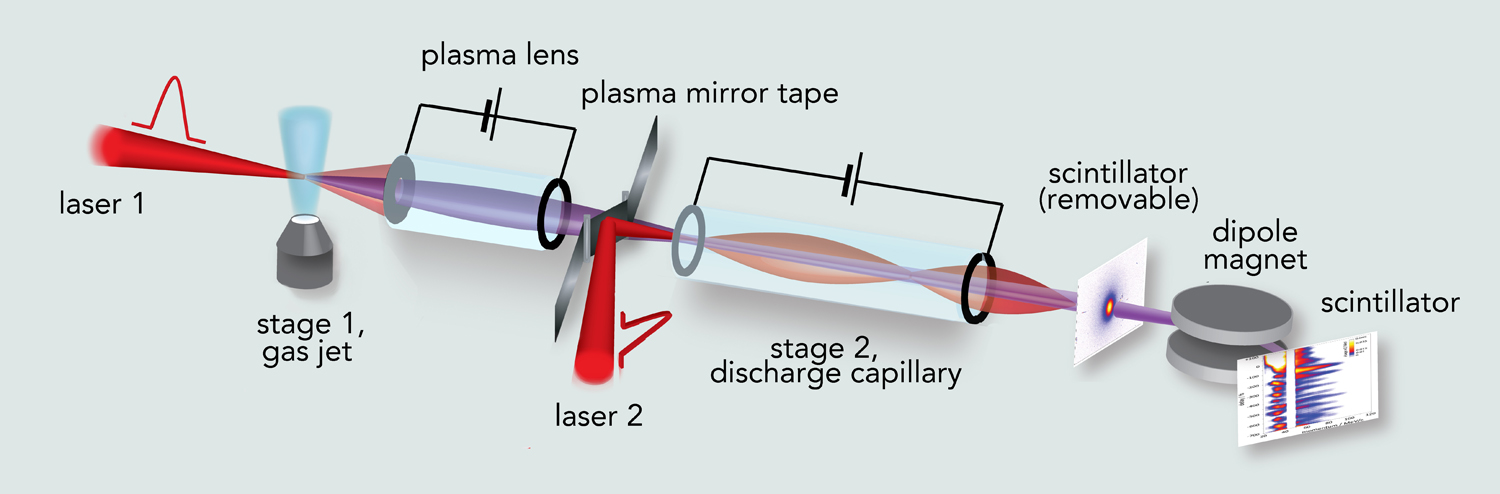 plasma lens
plasma mirror tape
laser 1
stage 1,
gas jet
laser 2
stage 2,
discharge capillary
scintillator
(removable)
dipole
magnet
scintillator